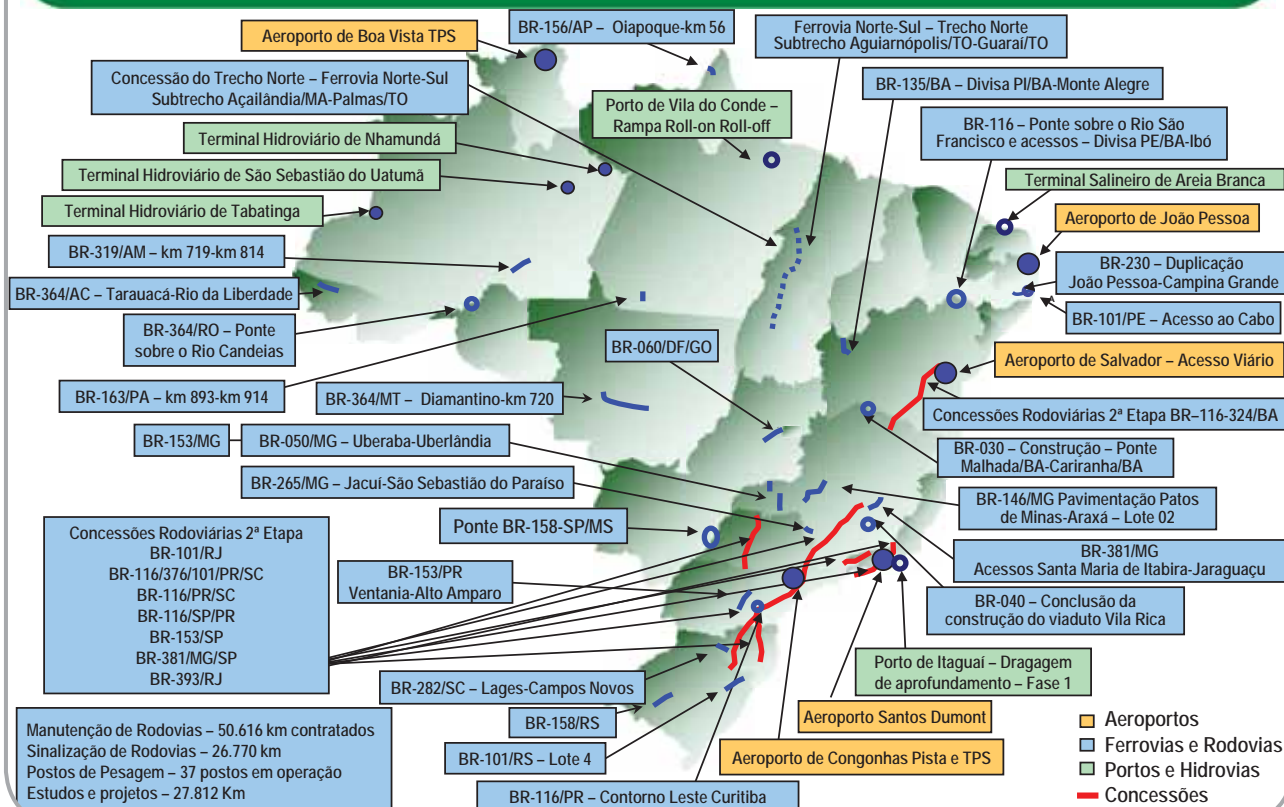 Aeroporto de Boa Vista TPS
BR-156/AP – Oiapoque-km 56
Ferrovia Norte-Sul – Trecho Norte
Subtrecho Aguiarnópolis/TO-Guaraí/TO
Concessão do Trecho Norte – Ferrovia Norte-Sul
Subtrecho Açailândia/MA-Palmas/TO
BR-135/BA – Divisa PI/BA-Monte Alegre
Porto de Vila do Conde –
Rampa Roll-on Roll-off
BR-116 – Ponte sobre o Rio São
Francisco e acessos – Divisa PE/BA-Ibó
Terminal Hidroviário de Nhamundá
Terminal Hidroviário de São Sebastião do Uatumã
Terminal Salineiro de Areia Branca
Terminal Hidroviário de Tabatinga
Aeroporto de João Pessoa
BR-319/AM – km 719-km 814
BR-230 – Duplicação
João Pessoa-Campina Grande
BR-364/AC – Tarauacá-Rio da Liberdade
BR-101/PE – Acesso ao Cabo
BR-364/RO – Ponte
sobre o Rio Candeias
BR-060/DF/GO
Aeroporto de Salvador – Acesso Viário
BR-163/PA – km 893-km 914
BR-364/MT – Diamantino-km 720
Concessões Rodoviárias 2ª Etapa BR–116-324/BA
BR-153/MG
BR-050/MG – Uberaba-Uberlândia
BR-030 – Construção – Ponte
Malhada/BA-Cariranha/BA
BR-265/MG – Jacuí-São Sebastião do Paraíso
BR-146/MG Pavimentação Patos
de Minas-Araxá – Lote 02
Ponte BR-158-SP/MS
Concessões Rodoviárias 2ª Etapa
BR-101/RJ
BR-116/376/101/PR/SC
BR-116/PR/SC
BR-116/SP/PR
BR-153/SP
BR-381/MG/SP
BR-393/RJ
BR-381/MG
Acessos Santa Maria de Itabira-Jaraguaçu
BR-153/PR
Ventania-Alto Amparo
BR-040 – Conclusão da
construção do viaduto Vila Rica
Porto de Itaguaí – Dragagem
de aprofundamento – Fase 1
BR-282/SC – Lages-Campos Novos
BR-158/RS
Aeroporto Santos Dumont
BR-101/RS – Lote 4
Aeroporto de Congonhas Pista e TPS
BR-116/PR – Contorno Leste Curitiba
Manutenção de Rodovias – 50.616 km contratados
Sinalização de Rodovias – 26.770 km
Postos de Pesagem – 37 postos em operação
Estudos e projetos – 27.812 Km
Aeroportos
Ferrovias e Rodovias
Portos e Hidrovias
Concessões